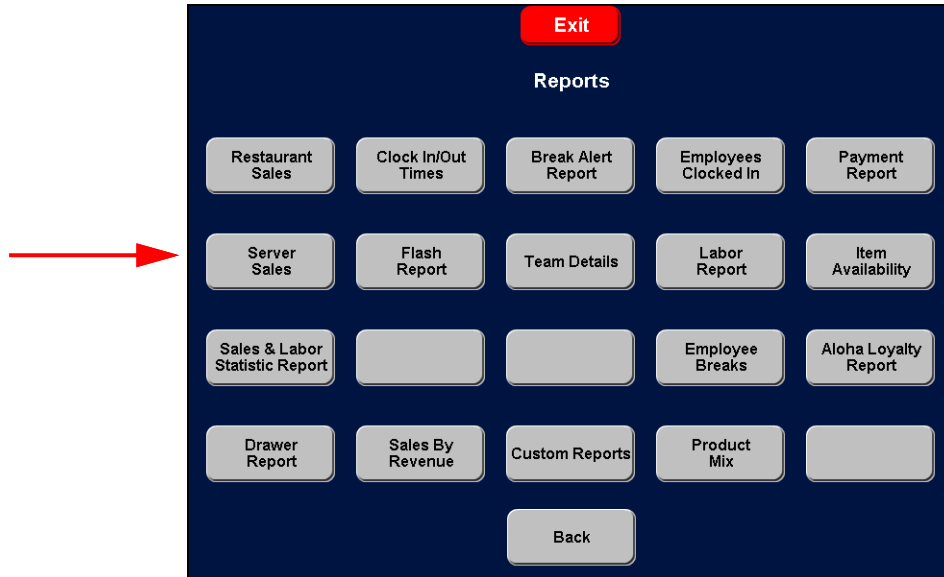 Exit
Reports
Restaurant
Sales
Clock In/Out
Times
Break Alert
Report
Employees
Clocked In
Payment
Report
Server
Sales
Flash
Report
Team Details
Labor
Report
Item
Availability
Sales & Labor
Statistic Report
Employee
Breaks
Aloha Loyalty
Report
Drawer
Report
Sales By
Revenue
Custom Reports
Product
Mix
Back